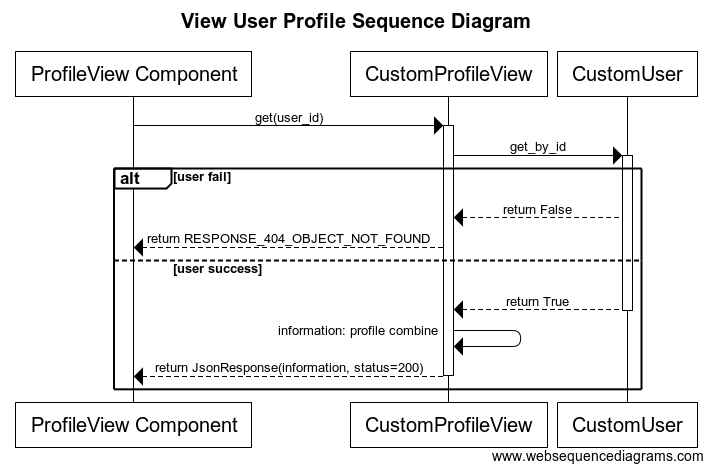 View User Profile Sequence Diagram
ProfileView Component
CustomProfileView
CustomUser
get(user_id)
get_by_id
alt
[user fail]
return False
return RESPONSE_404_OBJECT_NOT_FOUND
[user success]
return True
information: profile combine
return JsonResponse(information, status=200)
ProfileView Component
CustomProfileView
CustomUser
www.websequencediagrams.com